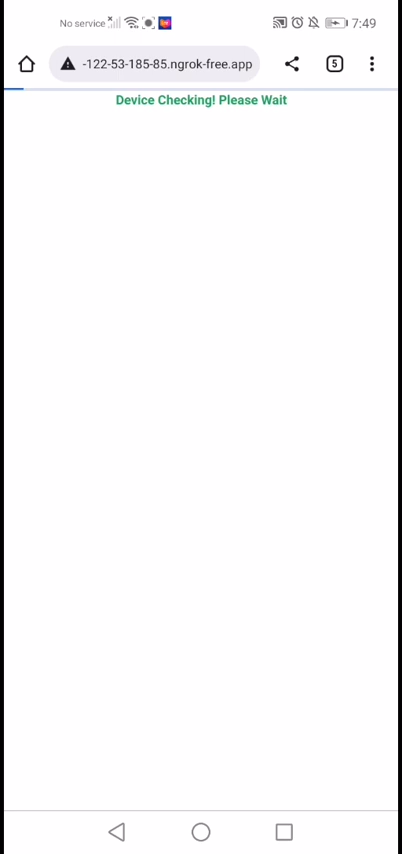 No service 7:49
-122-53-185-85.ngrok-free.app 5
Device Checking! Please Wait